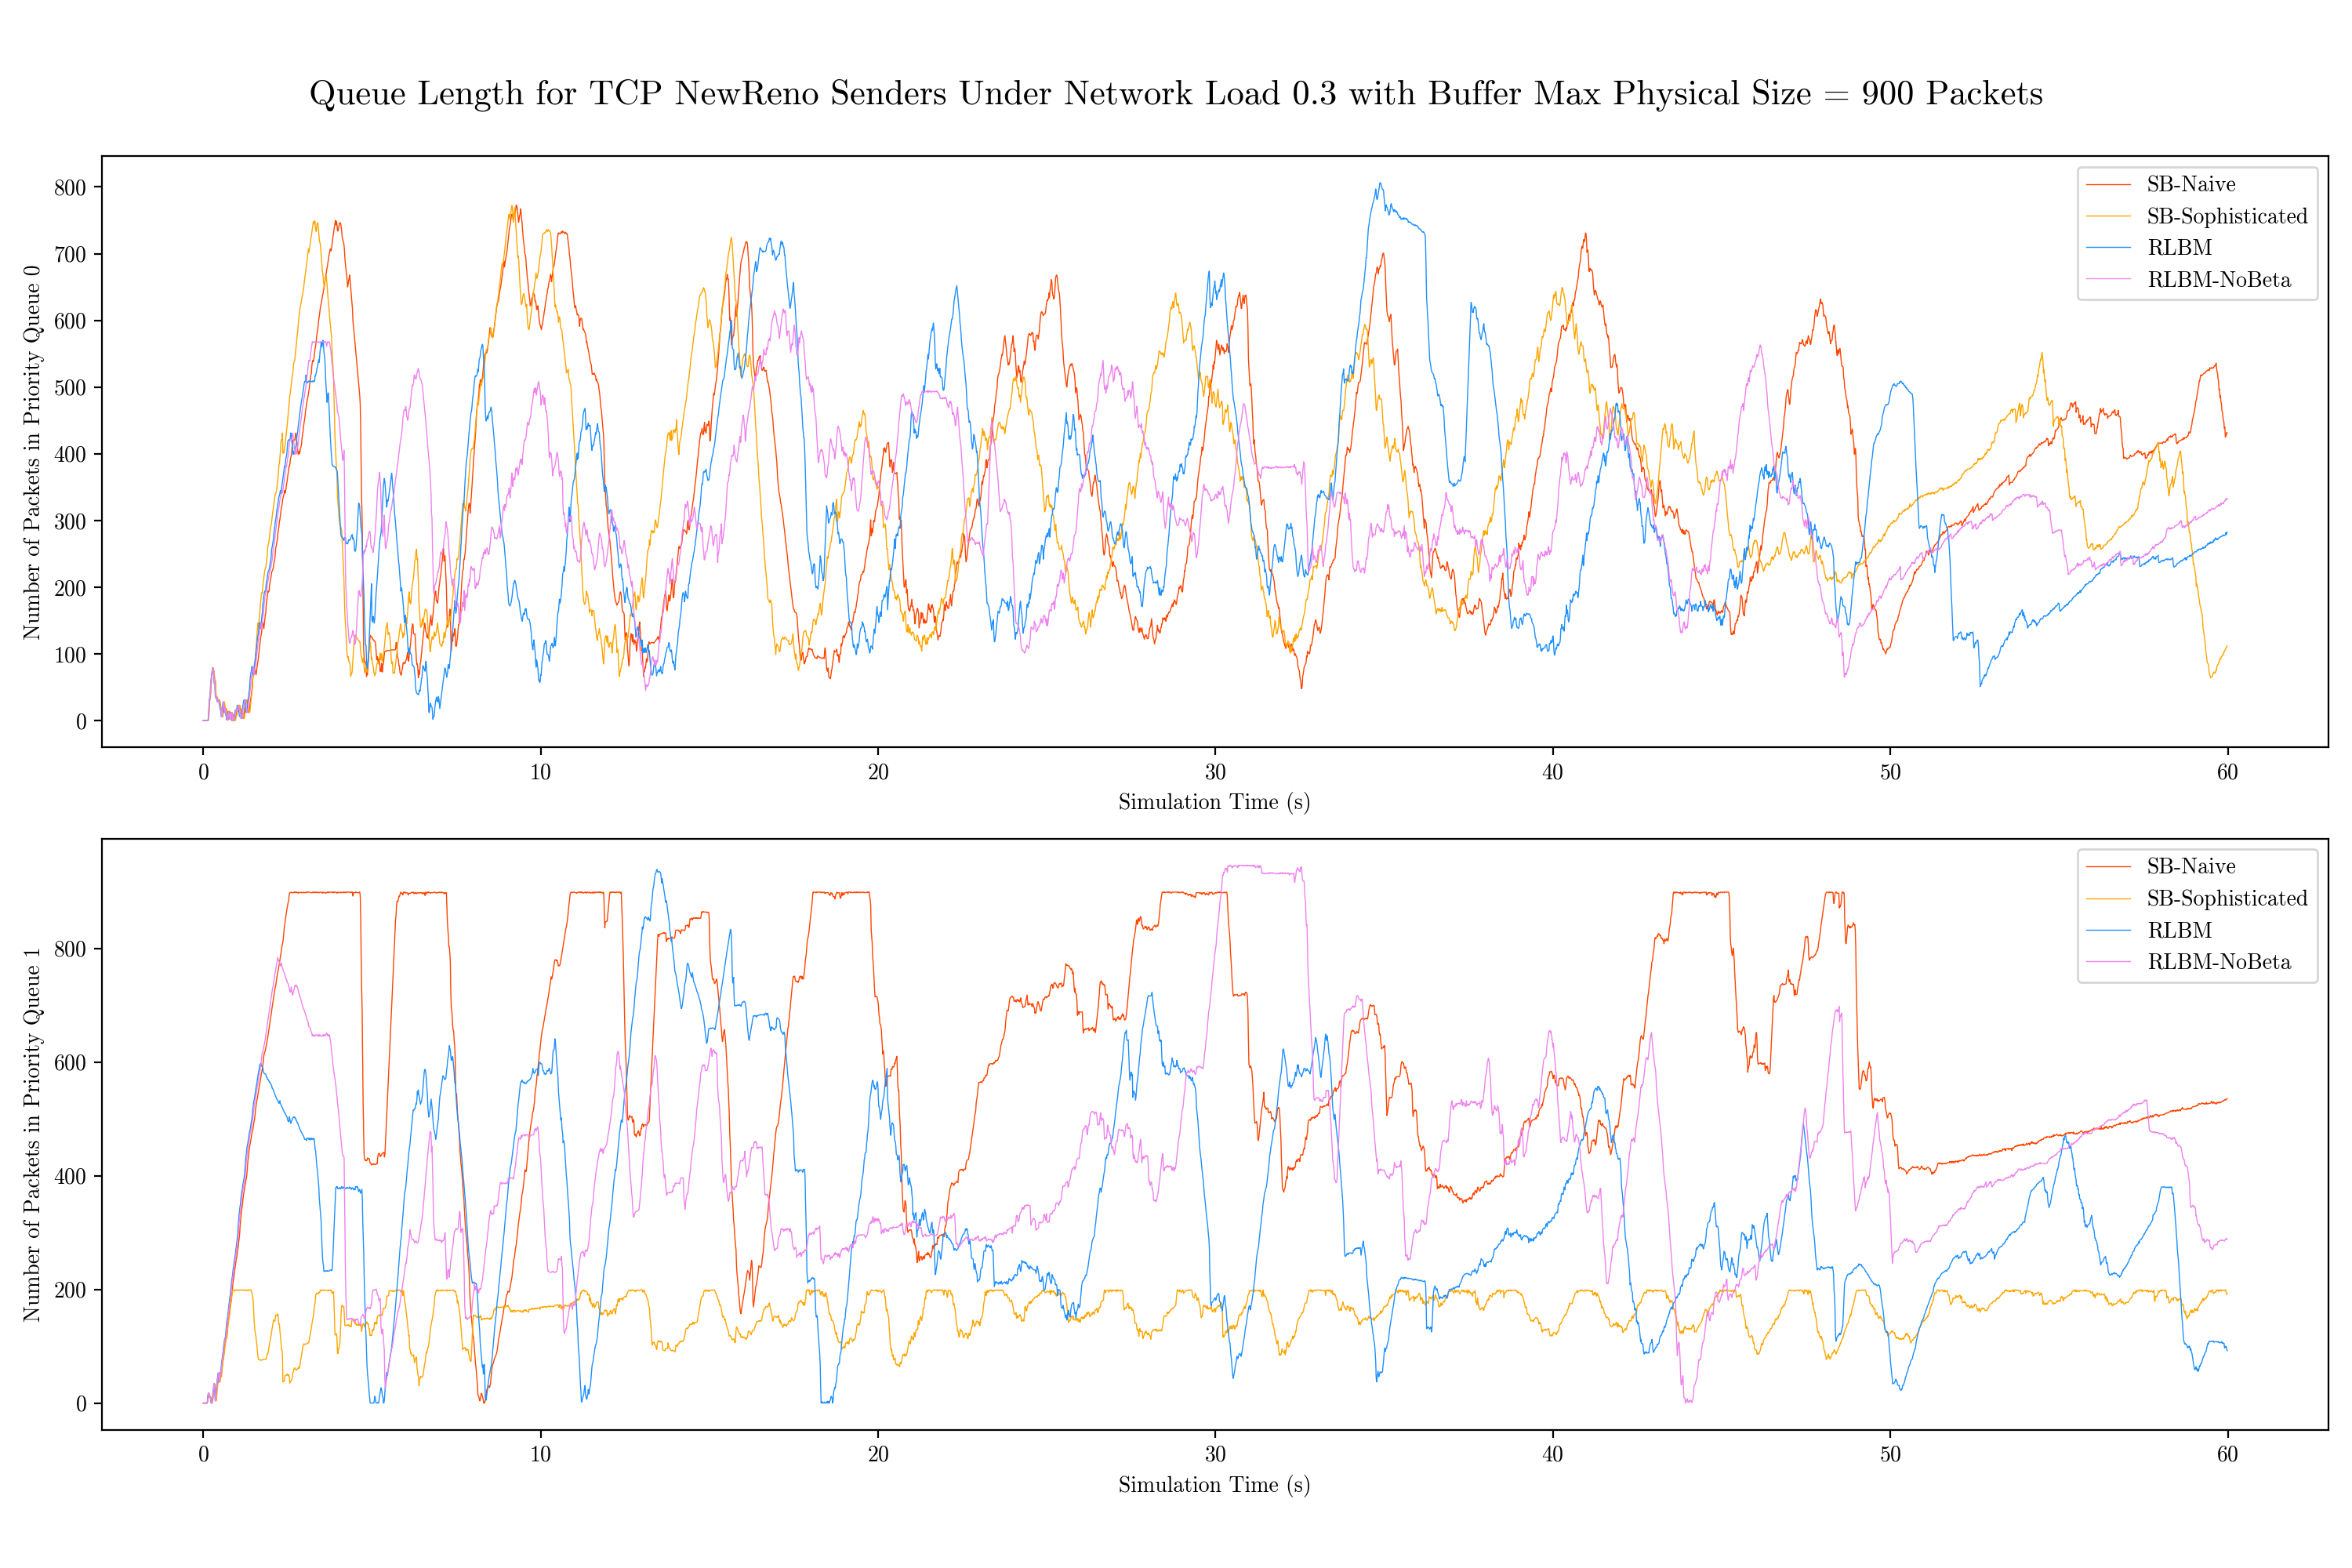 Queue Length for TCP NewReno Senders Under Network Load 0.3 with Buffer Max Physical Size = 900 Packets
Number of Packets in Priority Queue 0
800
700
600
500
400
300
200
100
0
SB-Naive
SB-Sophisticated
RLBM
RLBM-NoBeta
0 10 20 30 40 50 60
Simulation Time (s)
Number of Packets in Priority Queue 1
800
600
400
200
0
SB-Naive
SB-Sophisticated
RLBM
RLBM-NoBeta
0 10 20 30 40 50 60
Simulation Time (s)